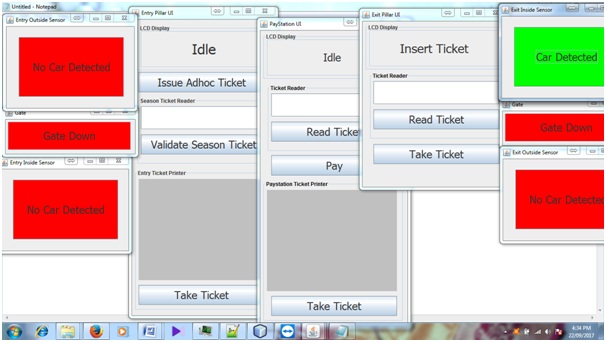 Untitled - Notepad
Entry Outside Sensor
No Car Detected
Gate
Gate Down
Entry Inside Sensor
No Car Detected
Entry Pillar UI
LCD Display
Idle
Issue Adhoc Ticket
Season Ticket Reader
Validate Season Ticket
Entry Ticket Printer
Take Ticket
PayStation UI
LCD Display
Idle
Ticket Reader
Read Ticke
Pay
Paystation Ticket Printer
Take Ticket
Exit Pillar UI
LCD Display
Insert Ticket
Ticket Reader
Read Ticket
Take Ticket
Exit Inside Sensor
Car Detected
Gate
Gate Down
Exit Outside Sensor
No Car Detected
4:34 PM
22/09/2017